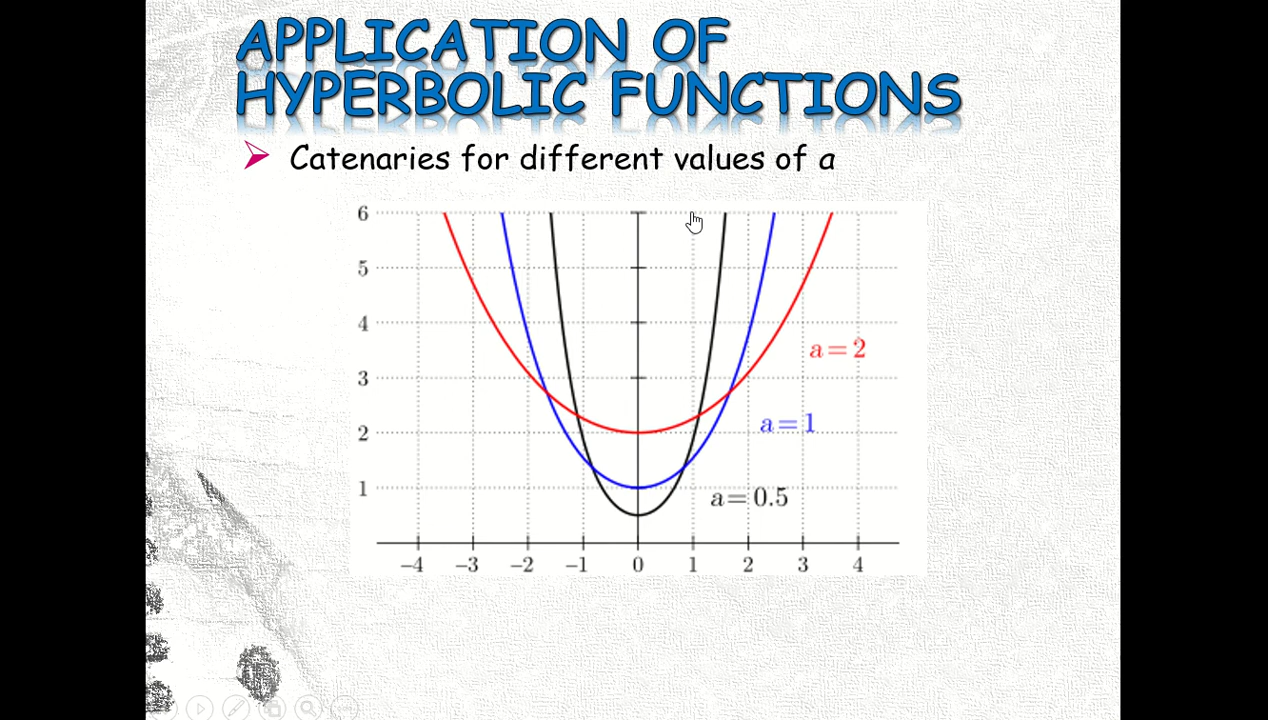 APPLICATION OF
HYPERBOLIC FUNCTIONS
Catenaries for different values of a
6
5
4
3
2
1
a = 2
a = 1
a = 0.5
−4 −3 −2 −1 0 1 2 3 4